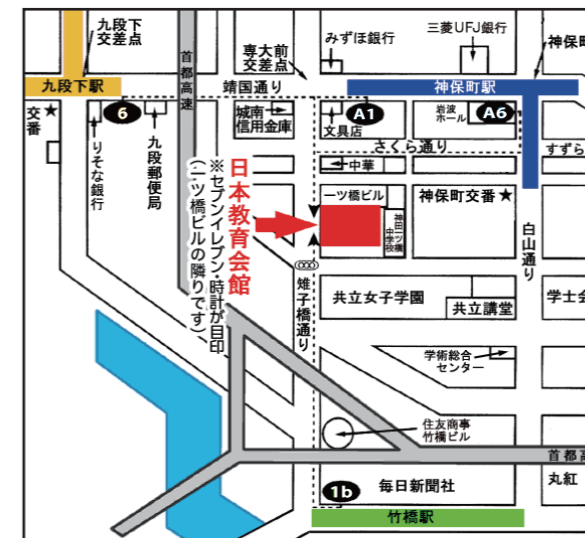 九段下
交差点
首都高速
専大前
交差点
みずほ銀行
三菱UFJ銀行
神保町
九段下駅
靖国通り
神保町駅
交番
★
6
城南
信用金庫
A1
文具店
岩波
ホール
A6
りそな銀行
九段郵便局
さくら通り
すずら
中華
日本教育会館
※セブンイレブン・時計が目印
(一ツ橋ビルの隣りです)
一ツ橋ビル
神田一ツ橋
中学校
神保町交番★
白山通り
雉子橋通り
共立女子学園
共立講堂
学士会
学術総合
センター
住友商事
竹橋ビル
首都高
1b
毎日新聞社
丸紅
竹橋駅